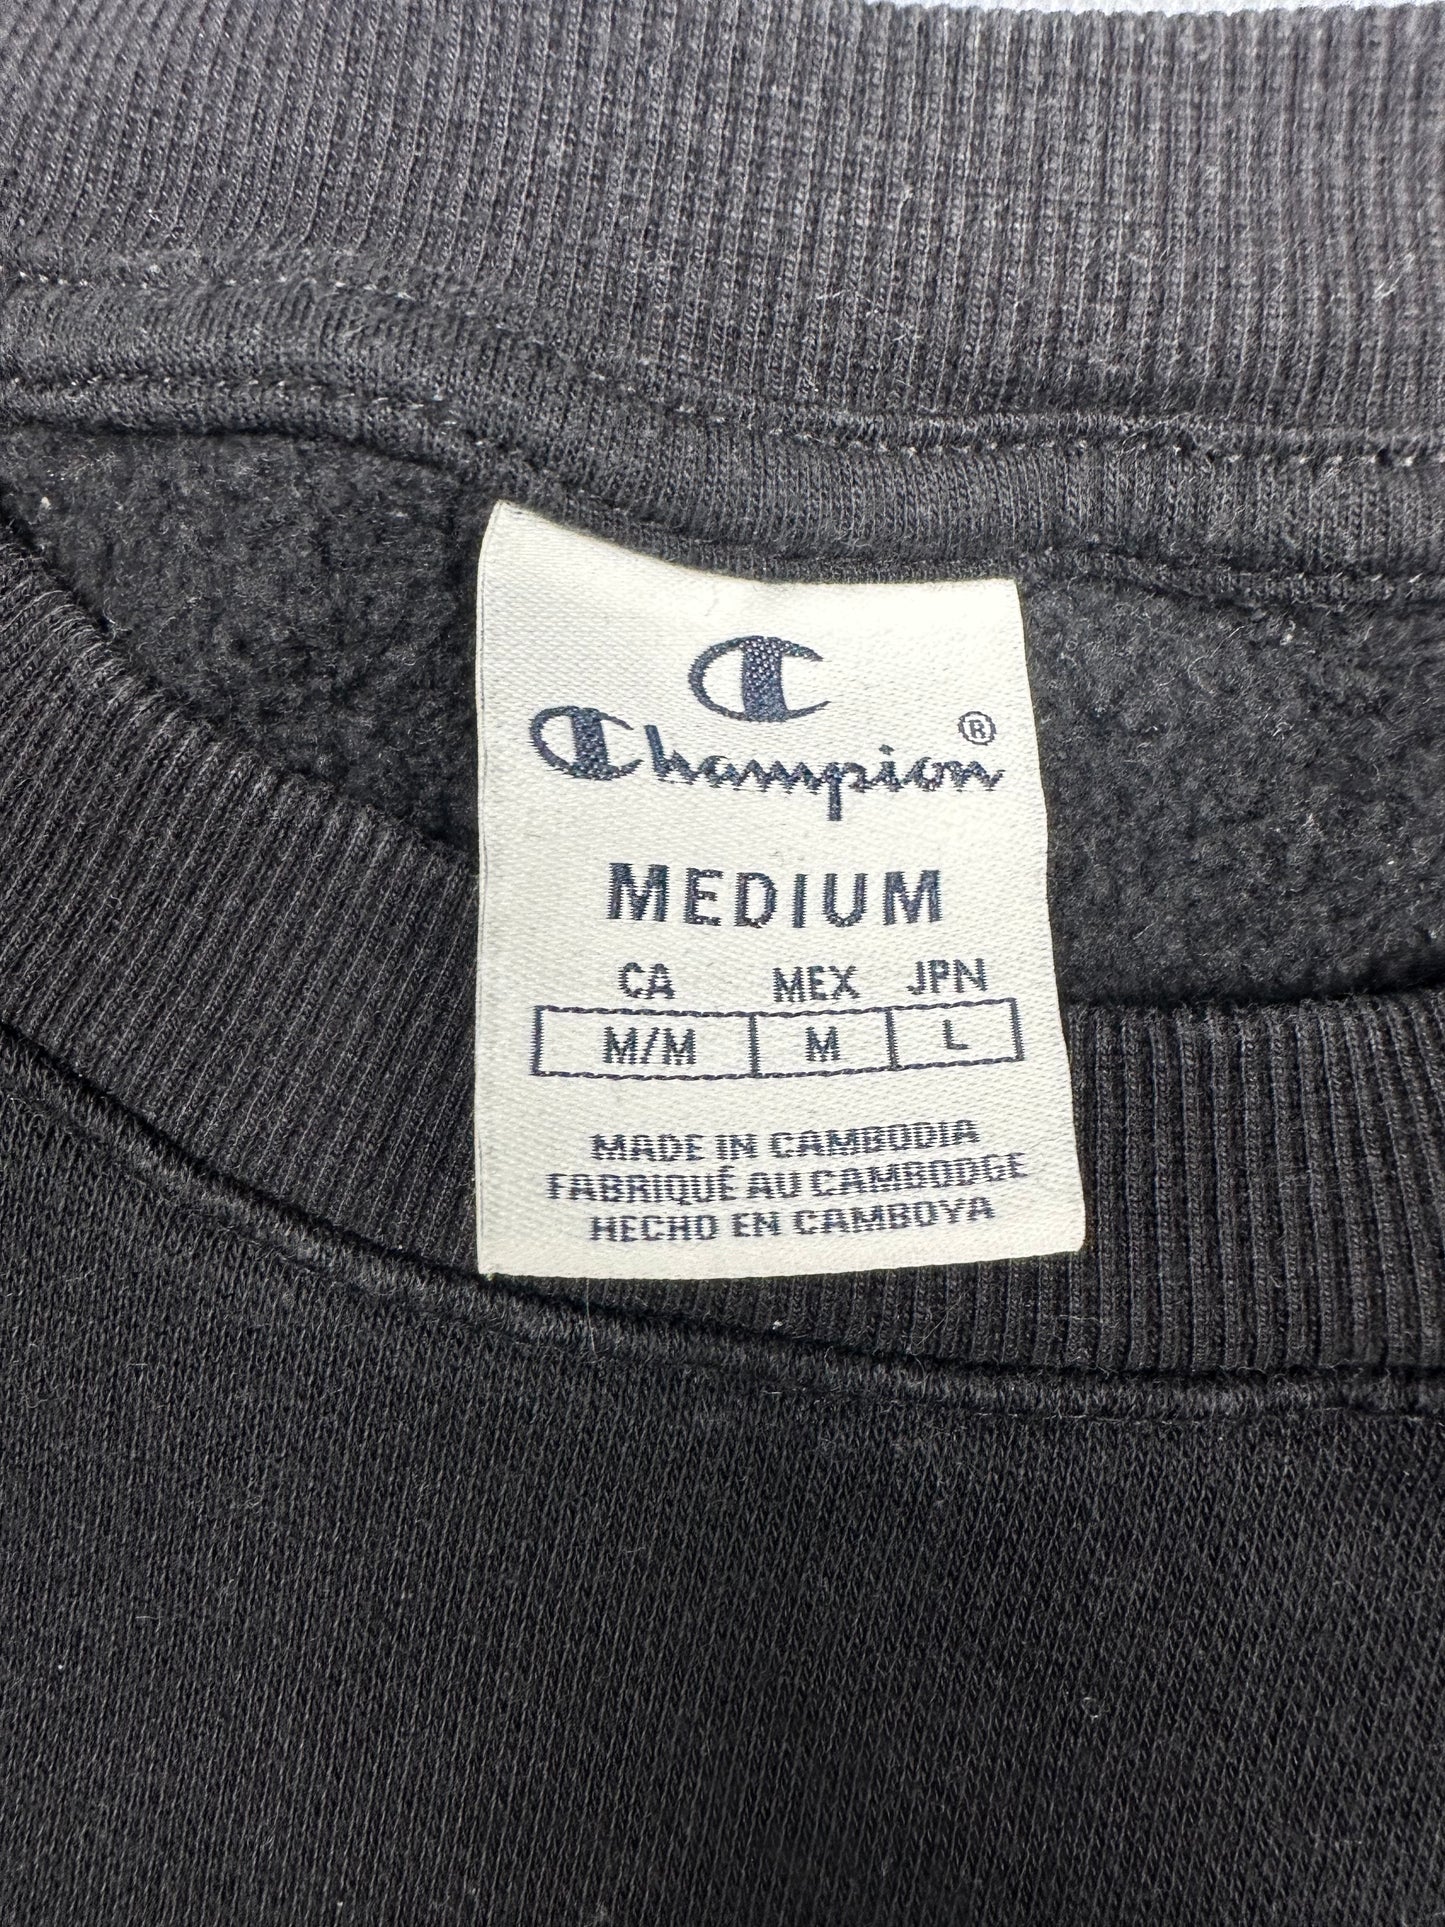 Champion®
MEDIUM
CA MEX JPN
M/M M L
MADE IN CAMBODIA
FABRIQUÉ AU CAMBODGE
HECHO EN CAMBOYA